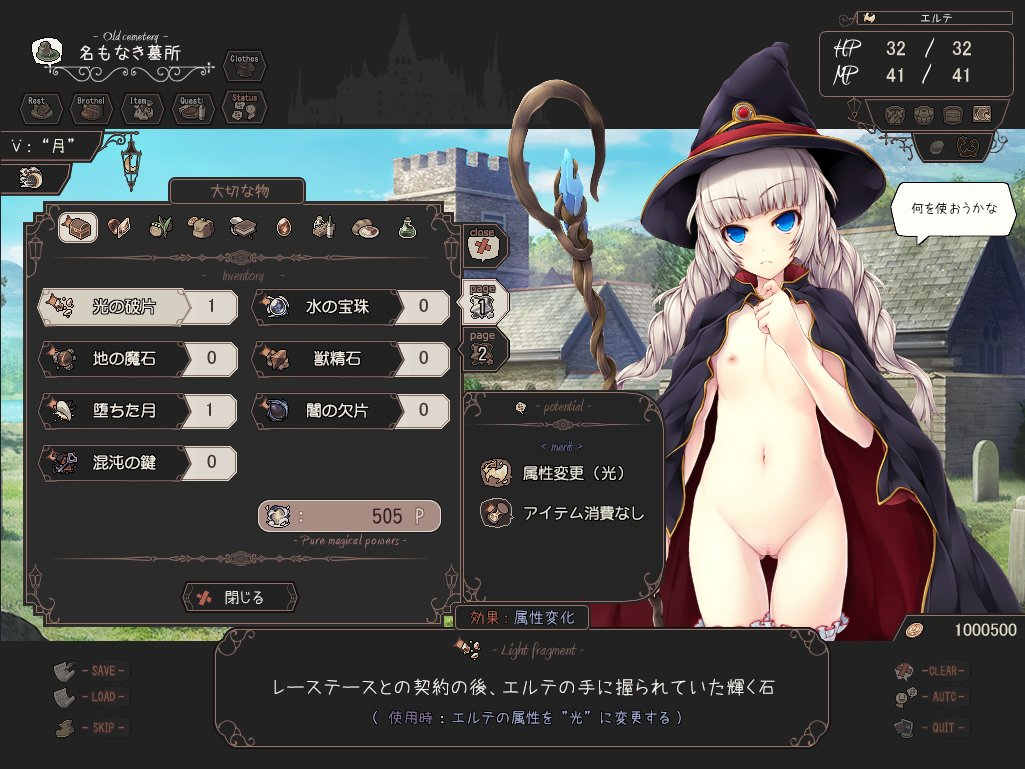 - Old cemetery -
名もなき墓所
Clothes
Rest
Brothel
Item
Quest
Status
エルテ
HP 32 / 32
MP 41 / 41
V : "月"
大切な物
何を使おうかな
close
- Inventory -
光の破片 1
水の宝珠 0
page 1
地の魔石 0
獣精石 0
page 2
堕ちた月 1
闇の欠片 0
混沌の鍵 0
- potential -
< merit >
属性変更（光）
アイテム消費なし
: 505 P
- Pure magical powers -
閉じる
効果：属性変化
1000500
- Light fragment -
レーステースとの契約の後、エルテの手に握られていた輝く石
（ 使用時：エルテの属性を "光" に変更する ）
- SAVE -
- LOAD -
- SKIP -
-CLEAR-
- AUTO -
- QUIT -